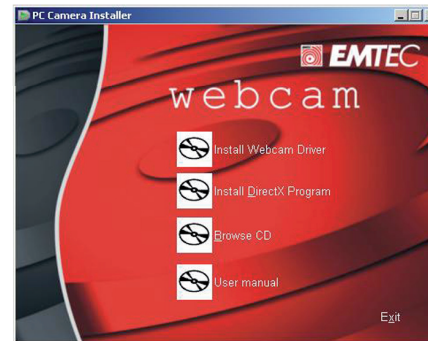 PC Camera Installer
EMTEC
webcam
Install Webcam Driver
Install DirectX Program
Browse CD
User manual
Exit